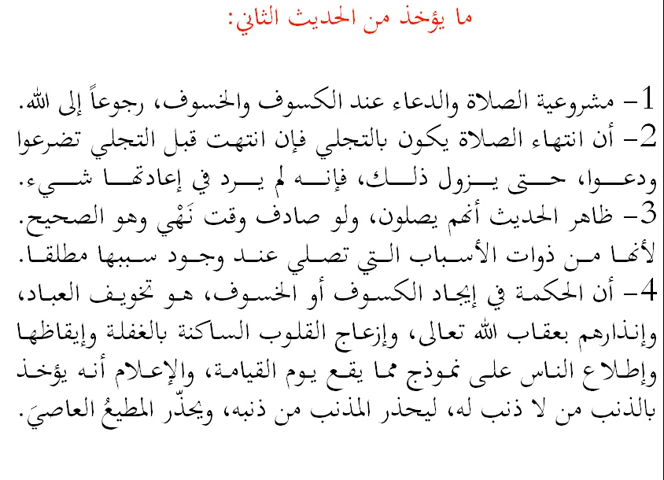 ما يؤخذ من الحديث الثاني:
1- مشروعية الصلاة والدعاء عند الكسوف والخسوف، رجوعاً إلى الله.
2- أن انتهاء الصلاة يكون بالتجلي فإن انتهت قبل التجلي تضرعوا
ودعوا، حتى يزول ذلك، فإنه لم يرد في إعادتها شيء.
3- ظاهر الحديث أنهم يصلون، ولو صادف وقت نَهْي وهو الصحيح.
لأنها من ذوات الأسباب التي تصلي عند وجود سببها مطلقا.
4- أن الحكمة في إيجاد الكسوف أو الخسوف، هو تخويف العباد،
وإنذارهم بعقاب الله تعالى، وإزعاج القلوب الساكنة بالغفلة وإيقاظها
وإطلاع الناس على نموذج مما يقع يوم القيامة، والإعلام أنه يؤخذ
بالذنب من لا ذنب له، ليحذر المذنب من ذنبه، ويحذّر المطيعُ العاصيَ.